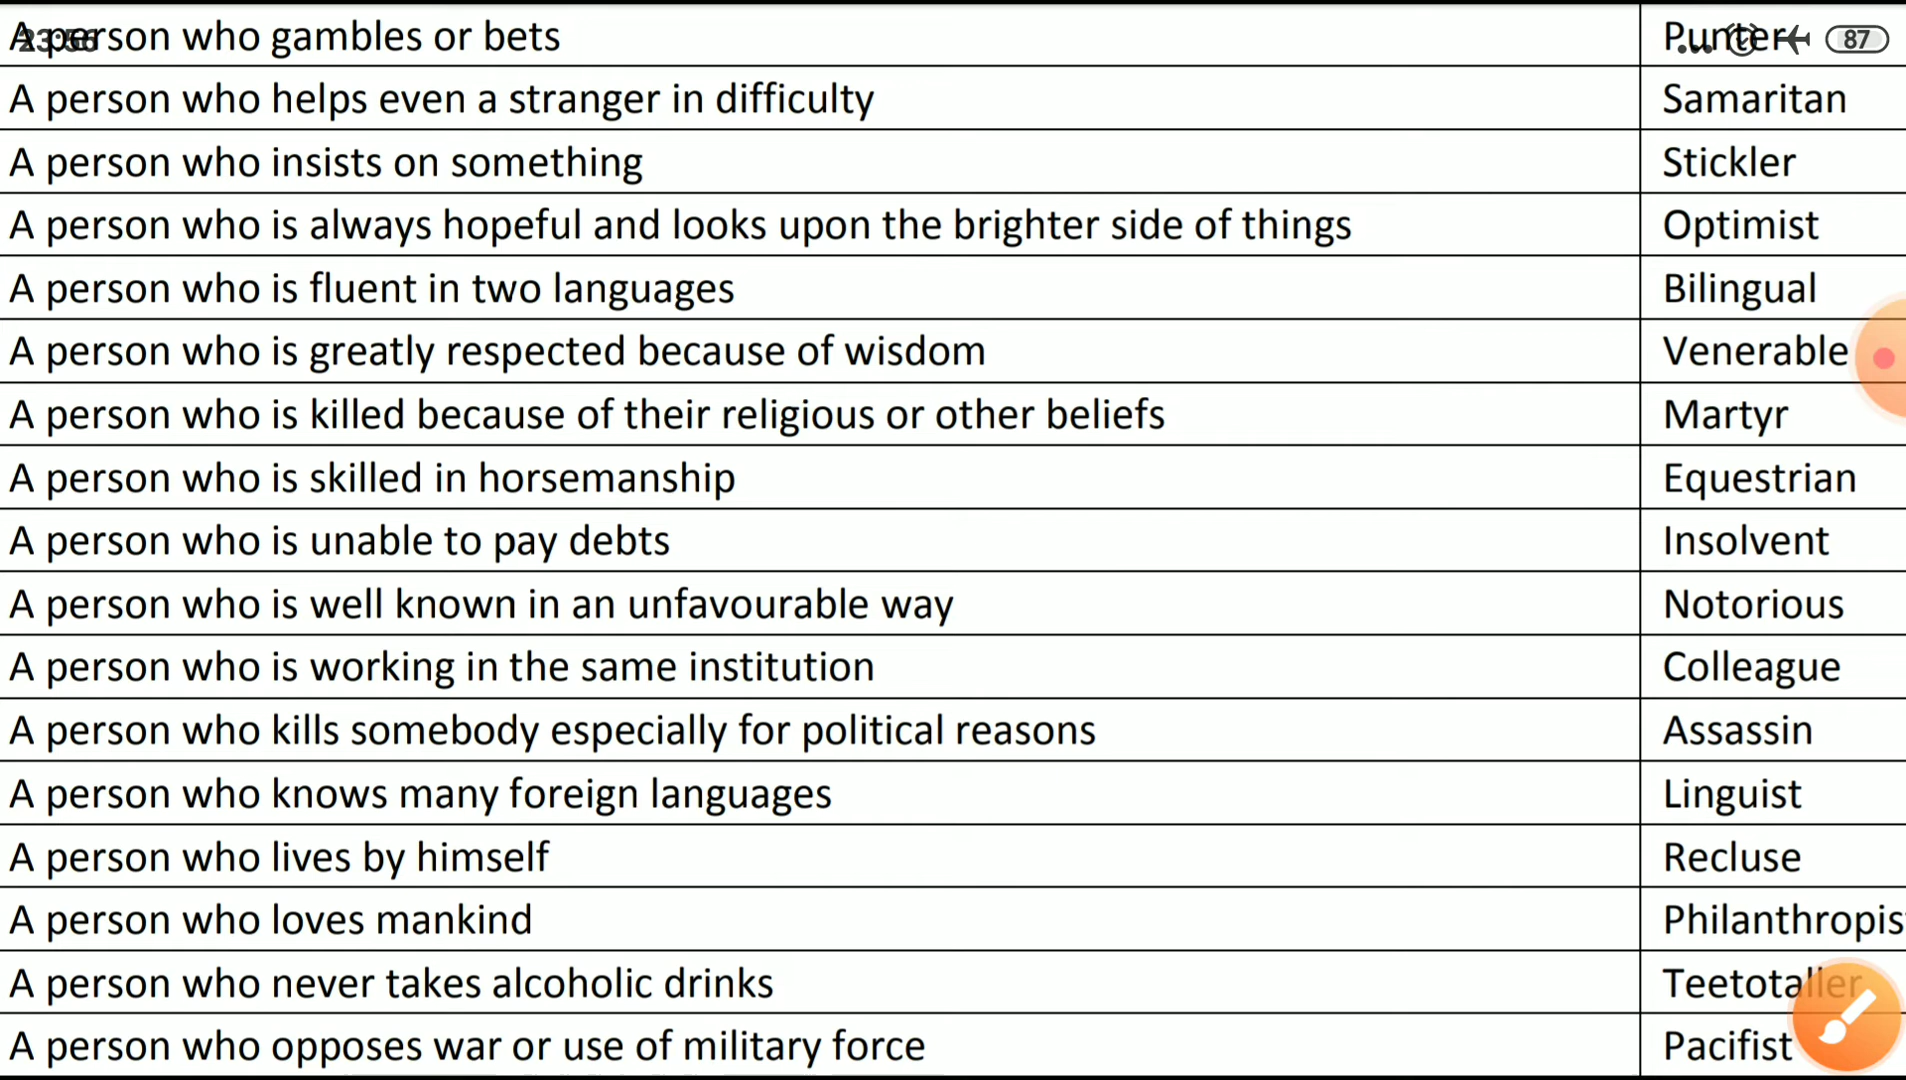 A person who gambles or bets Punter
23:56 87
A person who helps even a stranger in difficulty Samaritan
A person who insists on something Stickler
A person who is always hopeful and looks upon the brighter side of things Optimist
A person who is fluent in two languages Bilingual
A person who is greatly respected because of wisdom Venerable
A person who is killed because of their religious or other beliefs Martyr
A person who is skilled in horsemanship Equestrian
A person who is unable to pay debts Insolvent
A person who is well known in an unfavourable way Notorious
A person who is working in the same institution Colleague
A person who kills somebody especially for political reasons Assassin
A person who knows many foreign languages Linguist
A person who lives by himself Recluse
A person who loves mankind Philanthropis
A person who never takes alcoholic drinks Teetotaller
A person who opposes war or use of military force Pacifist